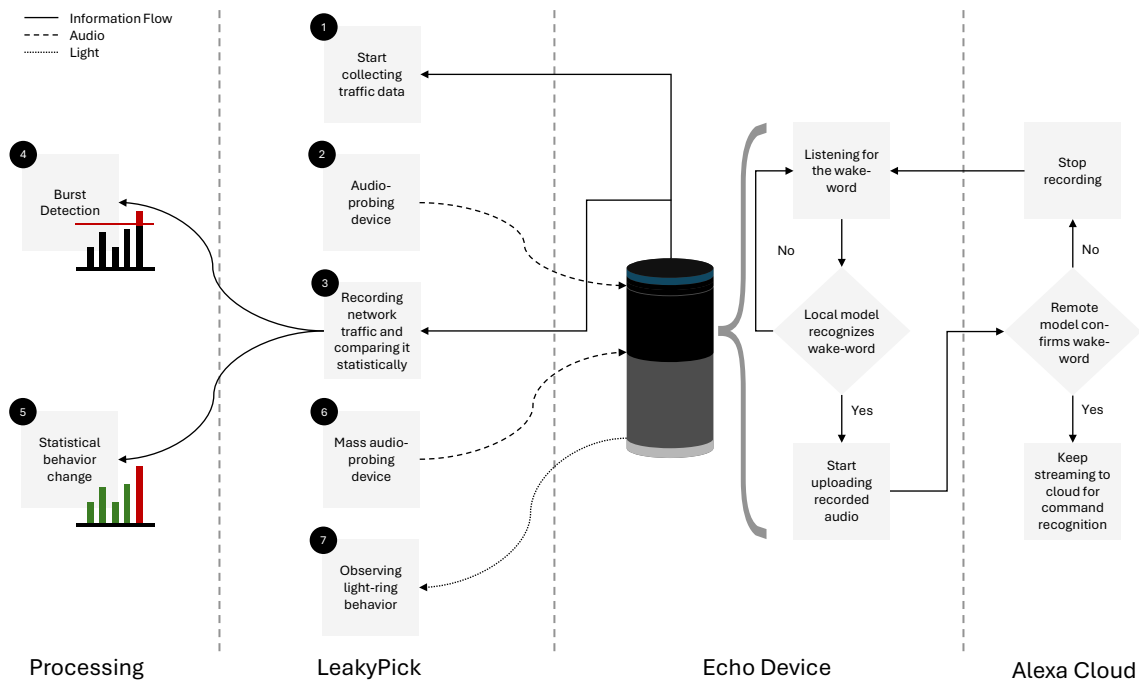 Information Flow
Audio
Light
1
Start
collecting
traffic data
2
Audio-
probing
device
3
Recording
network
traffic and
comparing it
statistically
4
Burst
Detection
5
Statistical
behavior
change
6
Mass audio-
probing
device
7
Observing
light-ring
behavior
Listening for
the wake-
word
No
Local model
recognizes
wake-word
Yes
Start
uploading
recorded
audio
Stop
recording
No
Remote
model con-
firms wake-
word
Yes
Keep
streaming to
cloud for
command
recognition
Processing
LeakyPick
Echo Device
Alexa Cloud